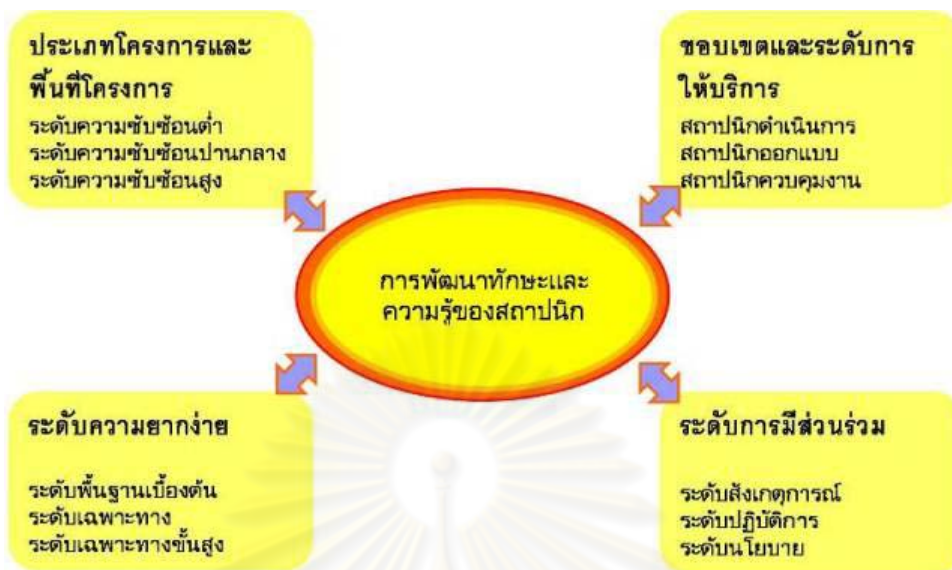 ประเภทโครงการและ
พื้นที่โครงการ
ระดับความซับซ้อนต่ำ
ระดับความซับซ้อนปานกลาง
ระดับความซับซ้อนสูง
ขอบเขตและระดับการ
ให้บริการ
สถาปนิกดำเนินการ
สถาปนิกออกแบบ
สถาปนิกควบคุมงาน
การพัฒนาทักษะและ
ความรู้ของสถาปนิก
ระดับความยากง่าย
ระดับพื้นฐานเบื้องต้น
ระดับเฉพาะทาง
ระดับเฉพาะทางขั้นสูง
ระดับการมีส่วนร่วม
ระดับสังเกตุการณ์
ระดับปฏิบัติการ
ระดับนโยบาย